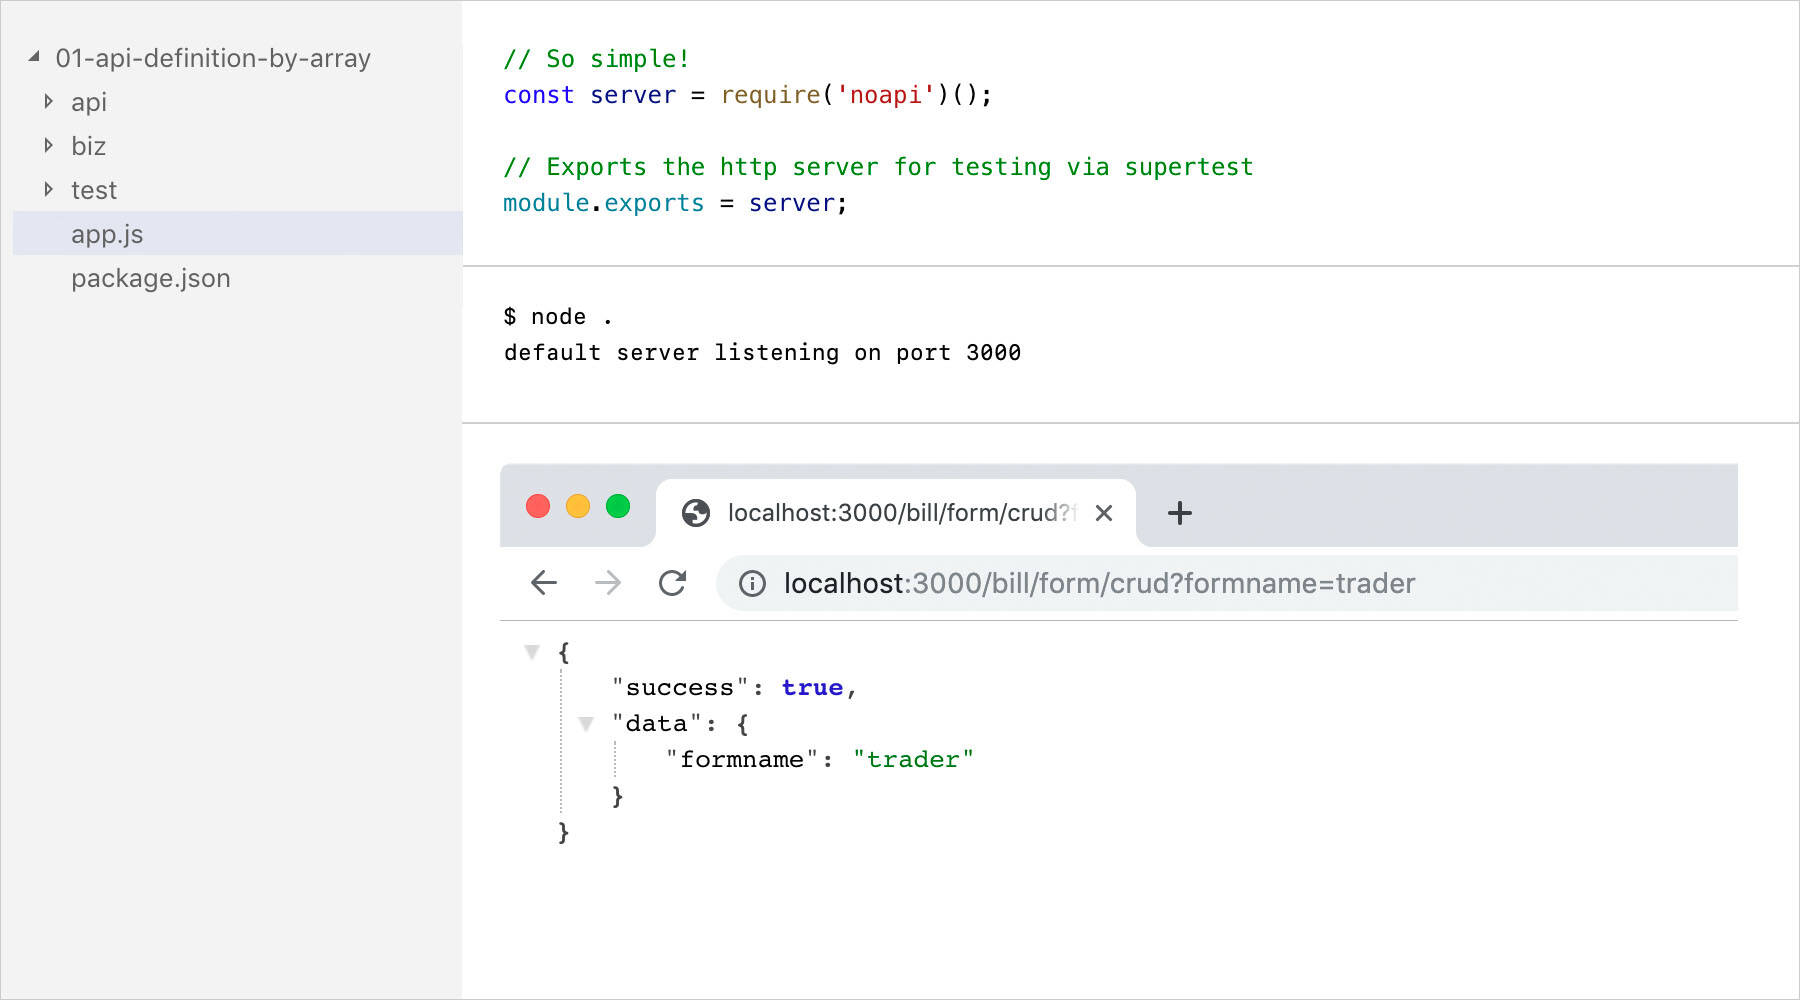 01-api-definition-by-array
api
biz
test
app.js
package.json
// So simple!
const server = require('noapi')();
// Exports the http server for testing via supertest
module.exports = server;
$ node .
default server listening on port 3000
localhost:3000/bill/form/crud?f
localhost:3000/bill/form/crud?formname=trader
{
"success": true,
"data": {
"formname": "trader"
}
}